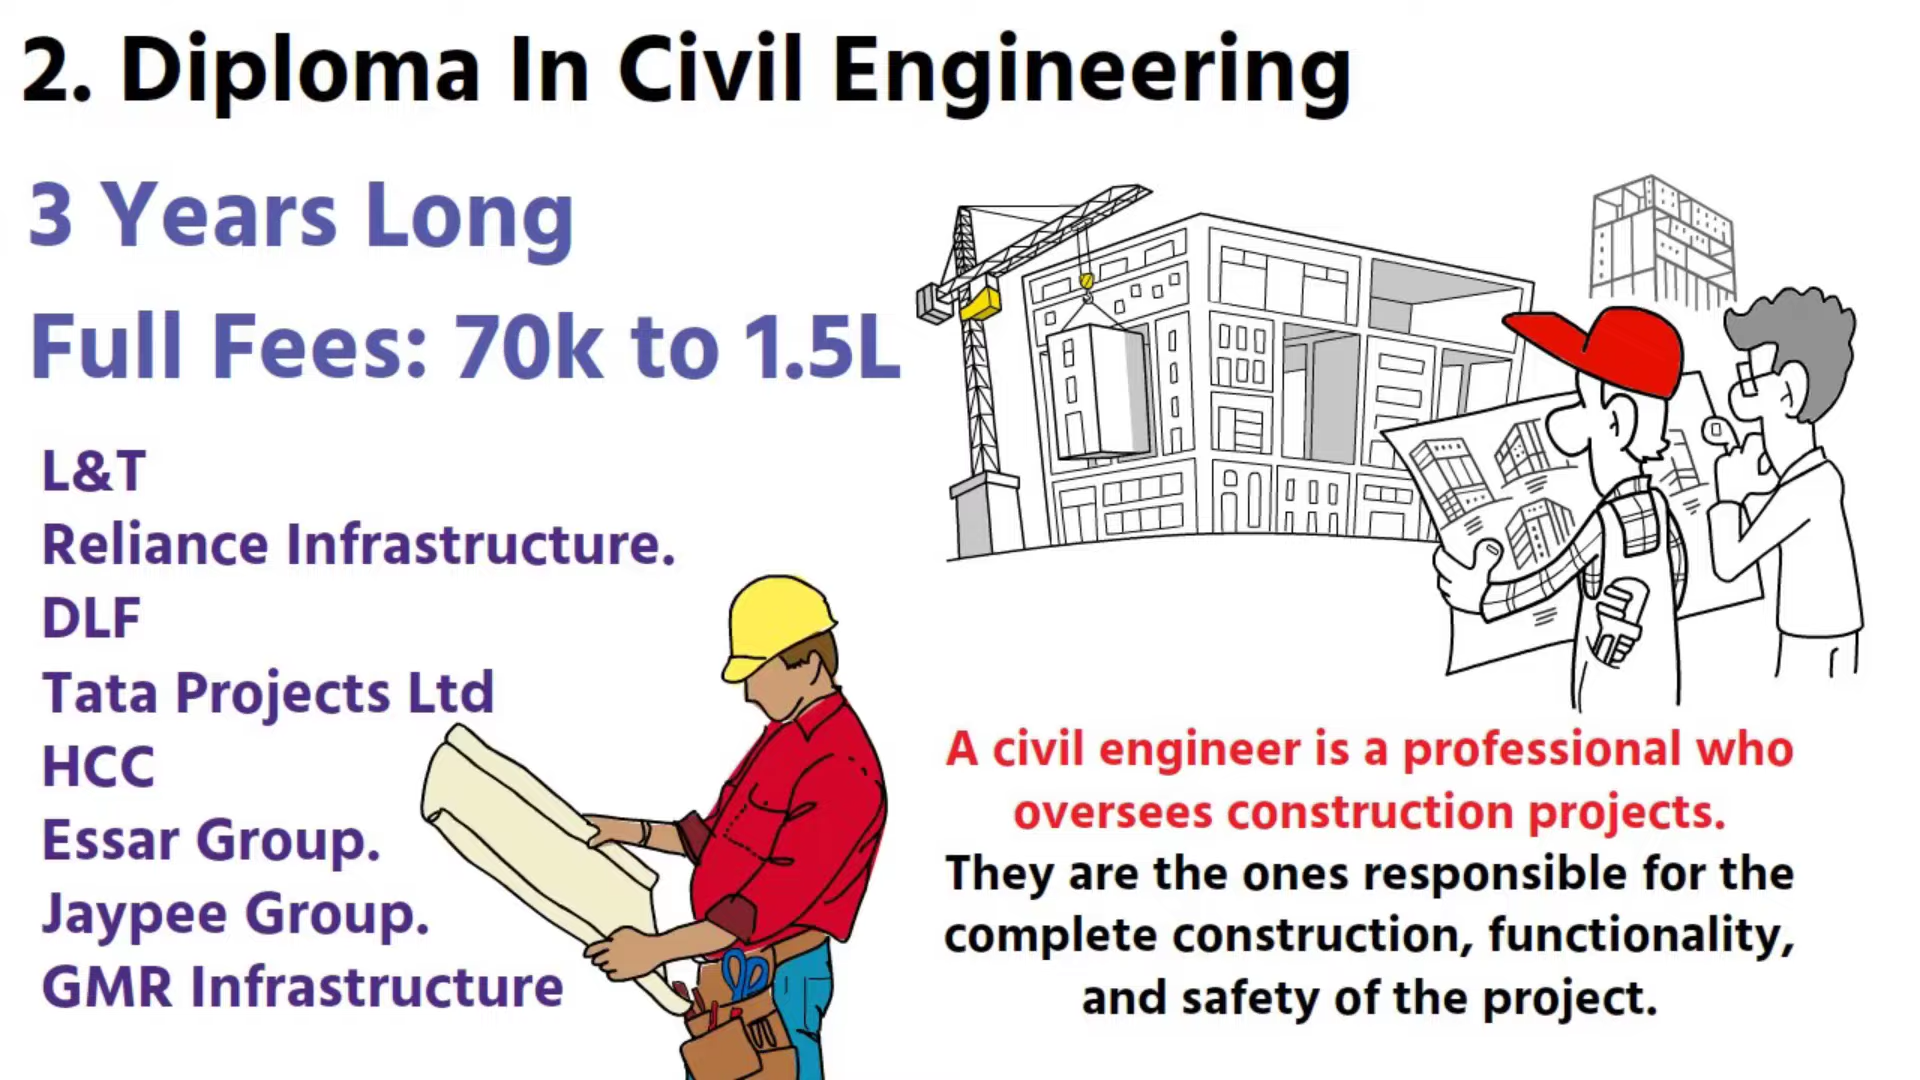 2. Diploma In Civil Engineering
3 Years Long
Full Fees: 70k to 1.5L
L&T
Reliance Infrastructure.
DLF
Tata Projects Ltd
HCC
Essar Group.
Jaypee Group.
GMR Infrastructure
A civil engineer is a professional who
oversees construction projects.
They are the ones responsible for the
complete construction, functionality,
and safety of the project.